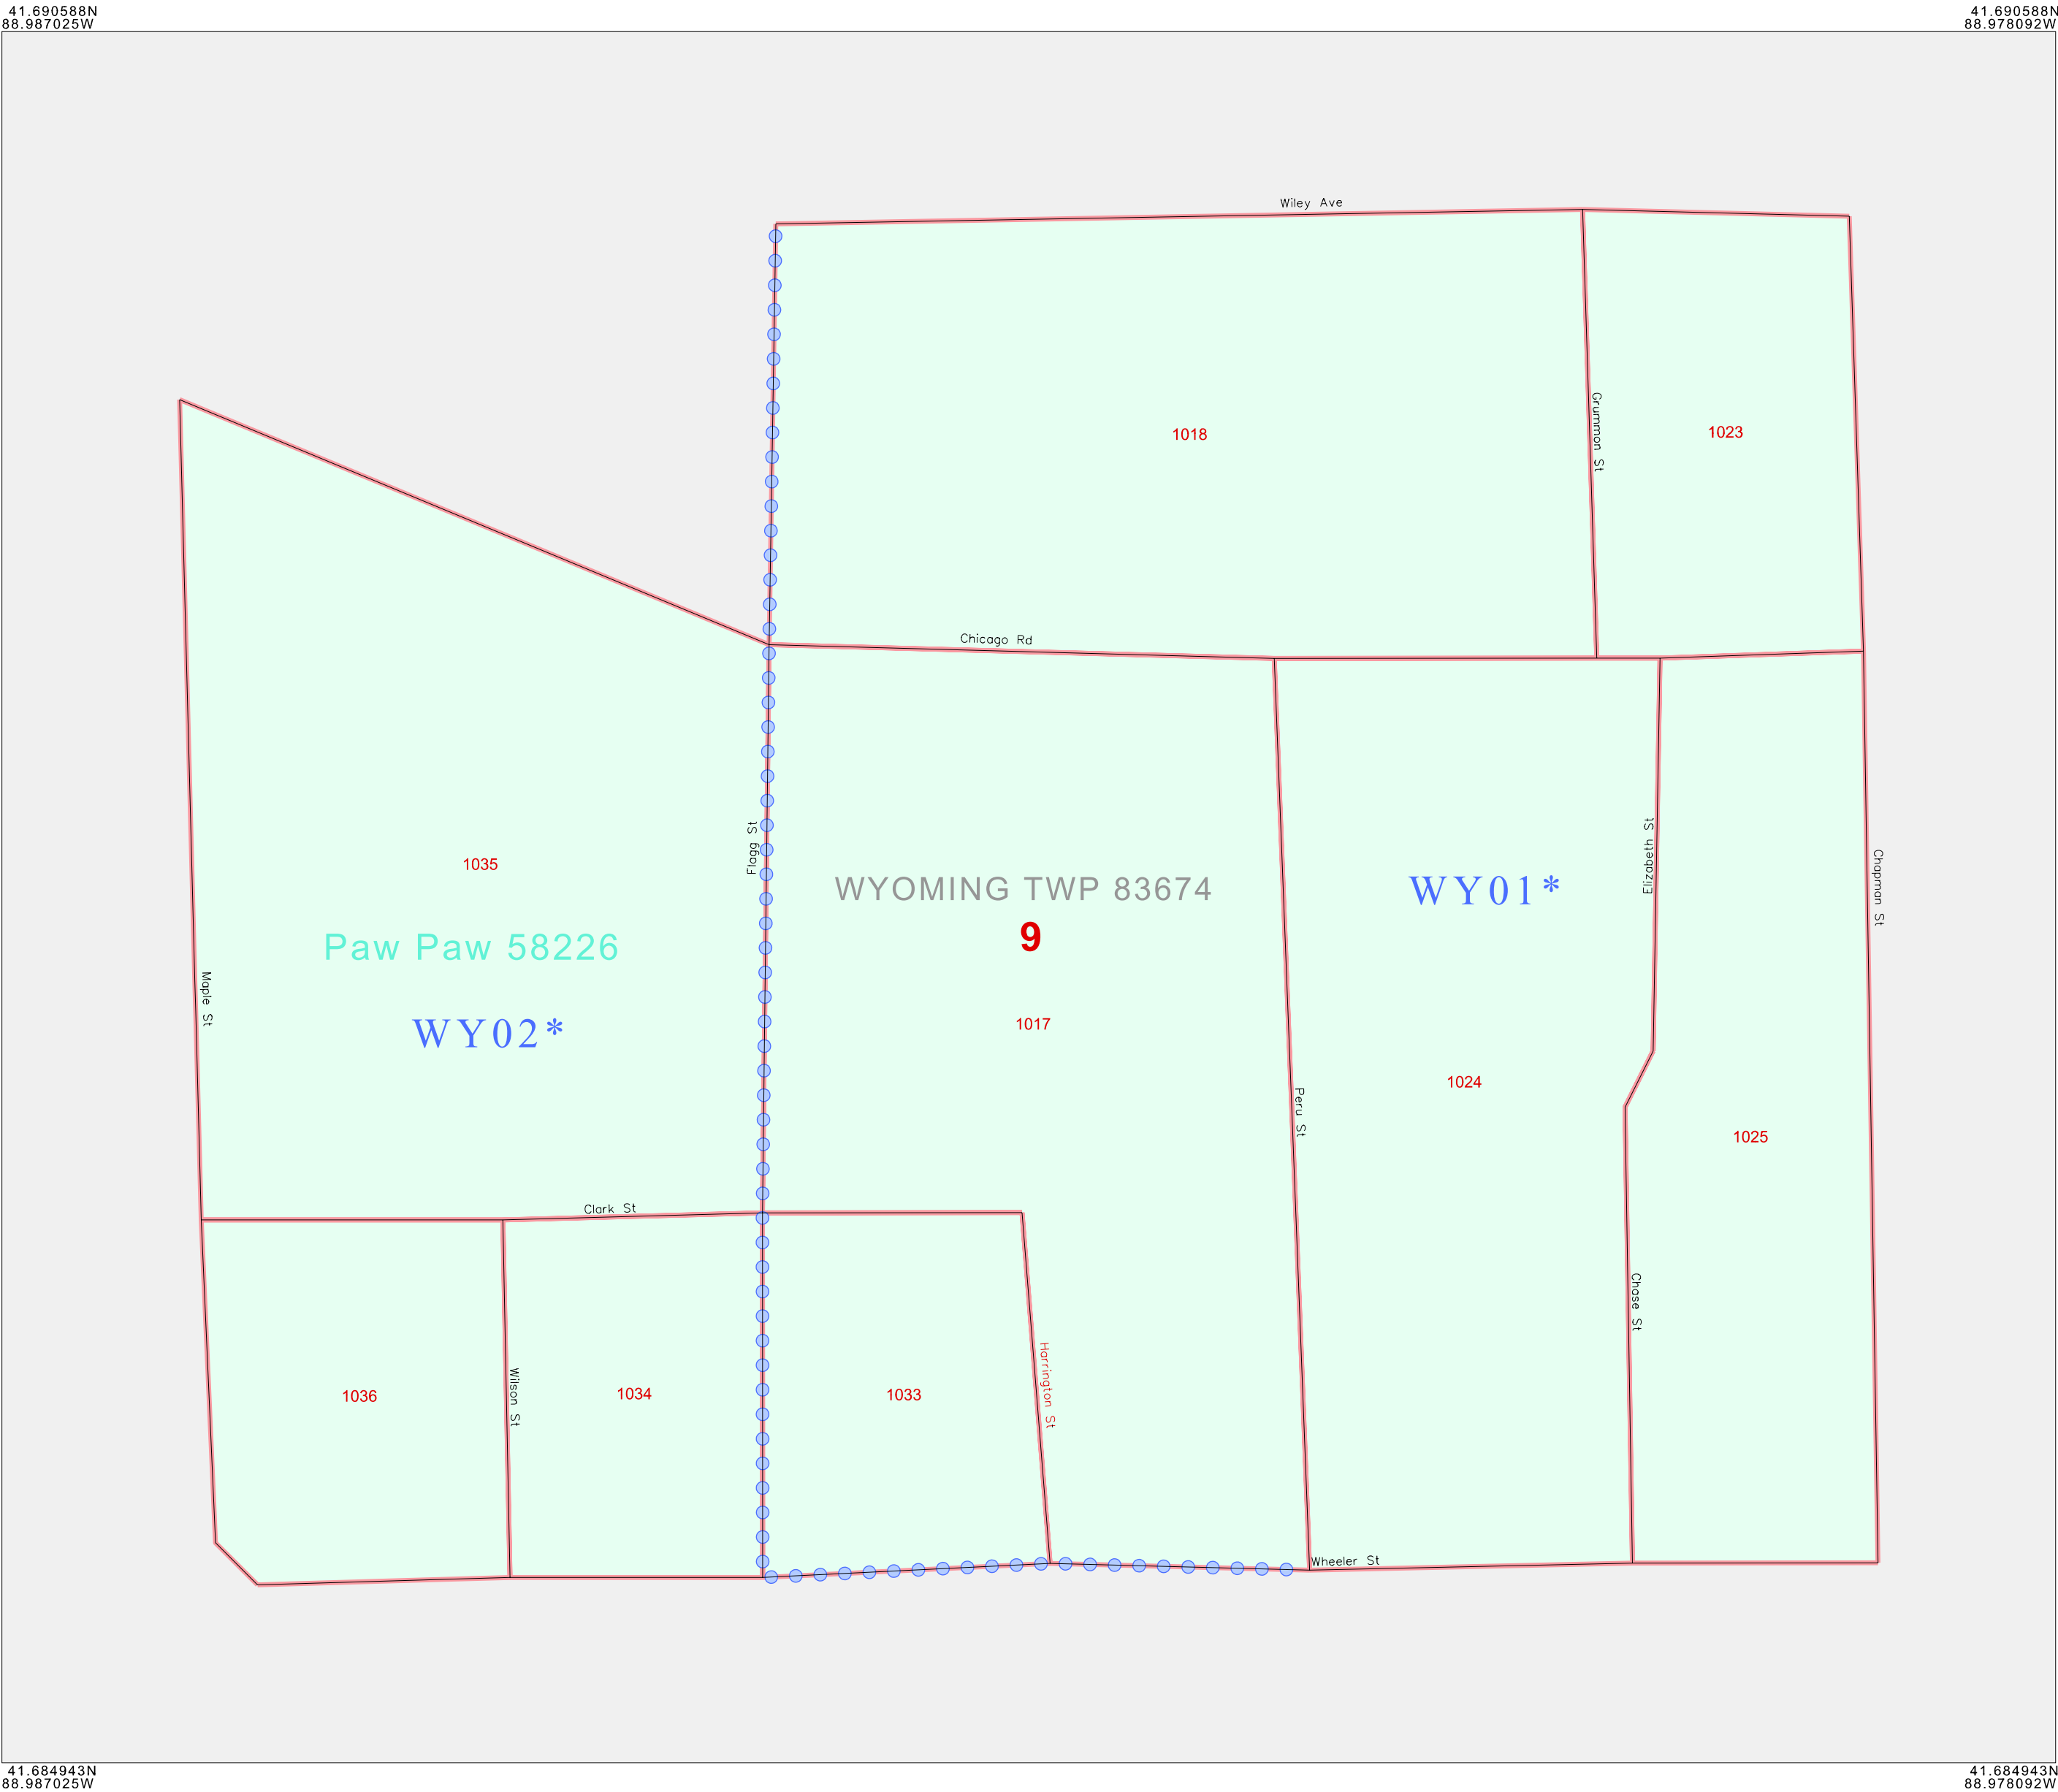 41.690588N
88.987025W
41.690588N
88.978092W
Wiley Ave
Grummon St
1018
1023
Chicago Rd
Flagg St
Elizabeth St
Chapman St
1035
WYOMING TWP 83674
WY01*
9
Paw Paw 58226
Maple St
WY02*
1017
1024
Peru St
1025
Clark St
Chase St
Harrington St
Wilson St
1036
1034
1033
Wheeler St
41.684943N
88.987025W
41.684943N
88.978092W